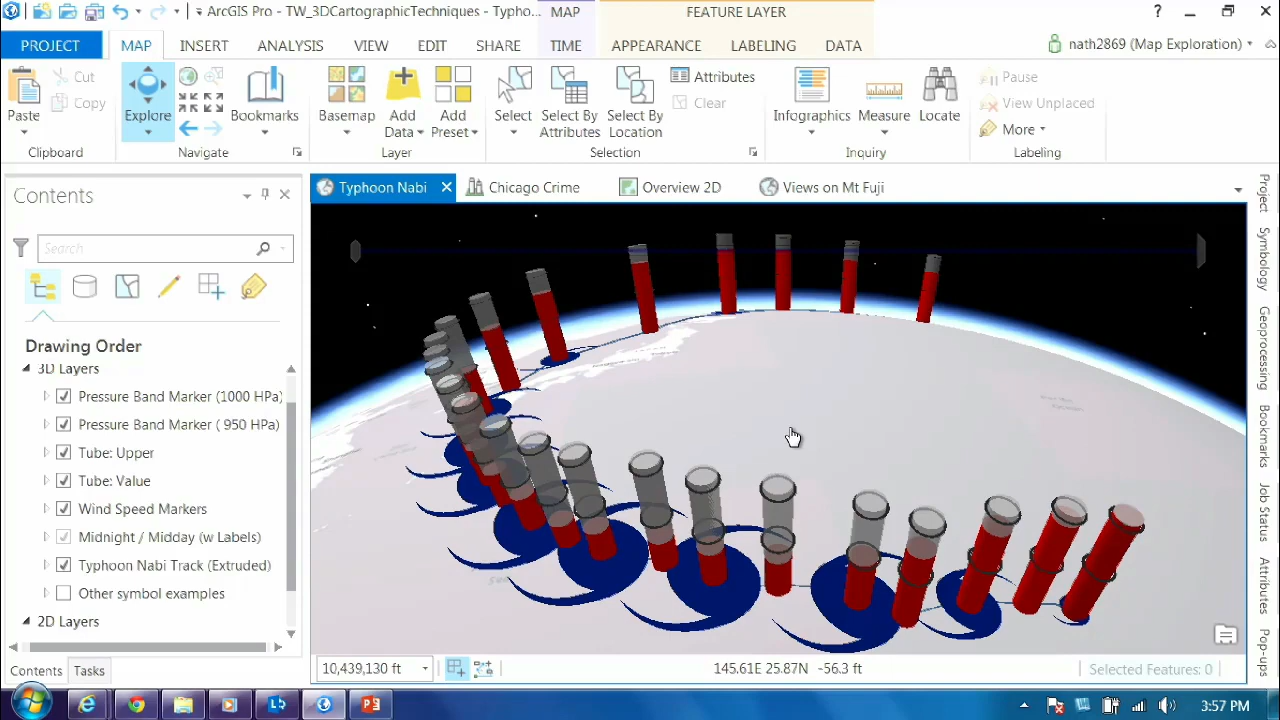 ArcGIS Pro - TW_3DCartographicTechniques - Typho...
MAP
FEATURE LAYER
?
PROJECT
MAP
INSERT
ANALYSIS
VIEW
EDIT
SHARE
TIME
APPEARANCE
LABELING
DATA
nath2869 (Map Exploration)
Paste
Cut
Copy
Clipboard
Explore
Bookmarks
Navigate
Basemap
Add Data
Add Preset
Layer
Select
Select By Attributes
Select By Location
Attributes
Clear
Selection
Infographics
Measure
Locate
Inquiry
Pause
View Unplaced
More
Labeling
Contents
Search
Drawing Order
3D Layers
Pressure Band Marker (1000 HPa)
Pressure Band Marker ( 950 HPa)
Tube: Upper
Tube: Value
Wind Speed Markers
Midnight / Midday (w Labels)
Typhoon Nabi Track (Extruded)
Other symbol examples
2D Layers
Contents
Tasks
Typhoon Nabi
Chicago Crime
Overview 2D
Views on Mt Fuji
10,439,130 ft
145.61E 25.87N -56.3 ft
Selected Features: 0
Project
Symbology
Geoprocessing
Bookmarks
Job Status
Attributes
Pop-ups
3:57 PM